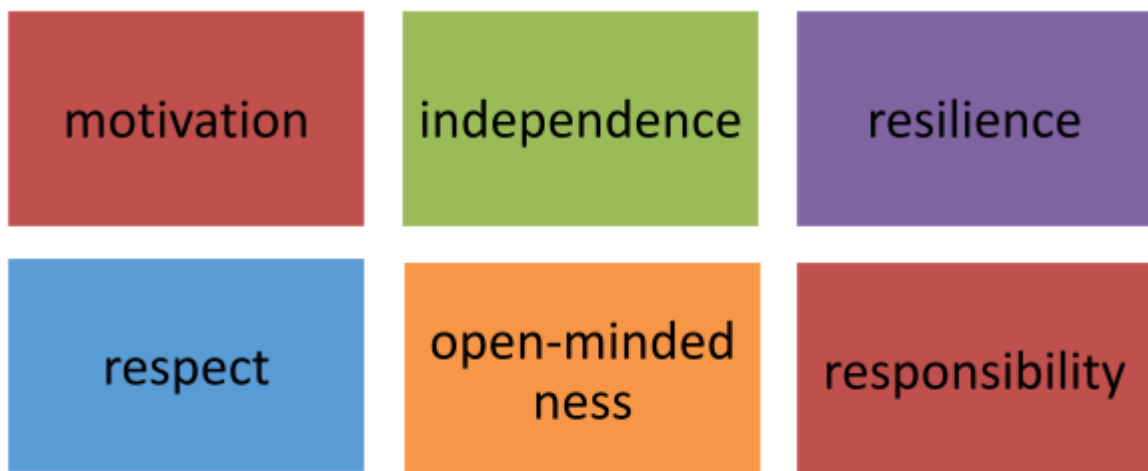 motivation
independence
resilience
respect
open-minded
ness
responsibility